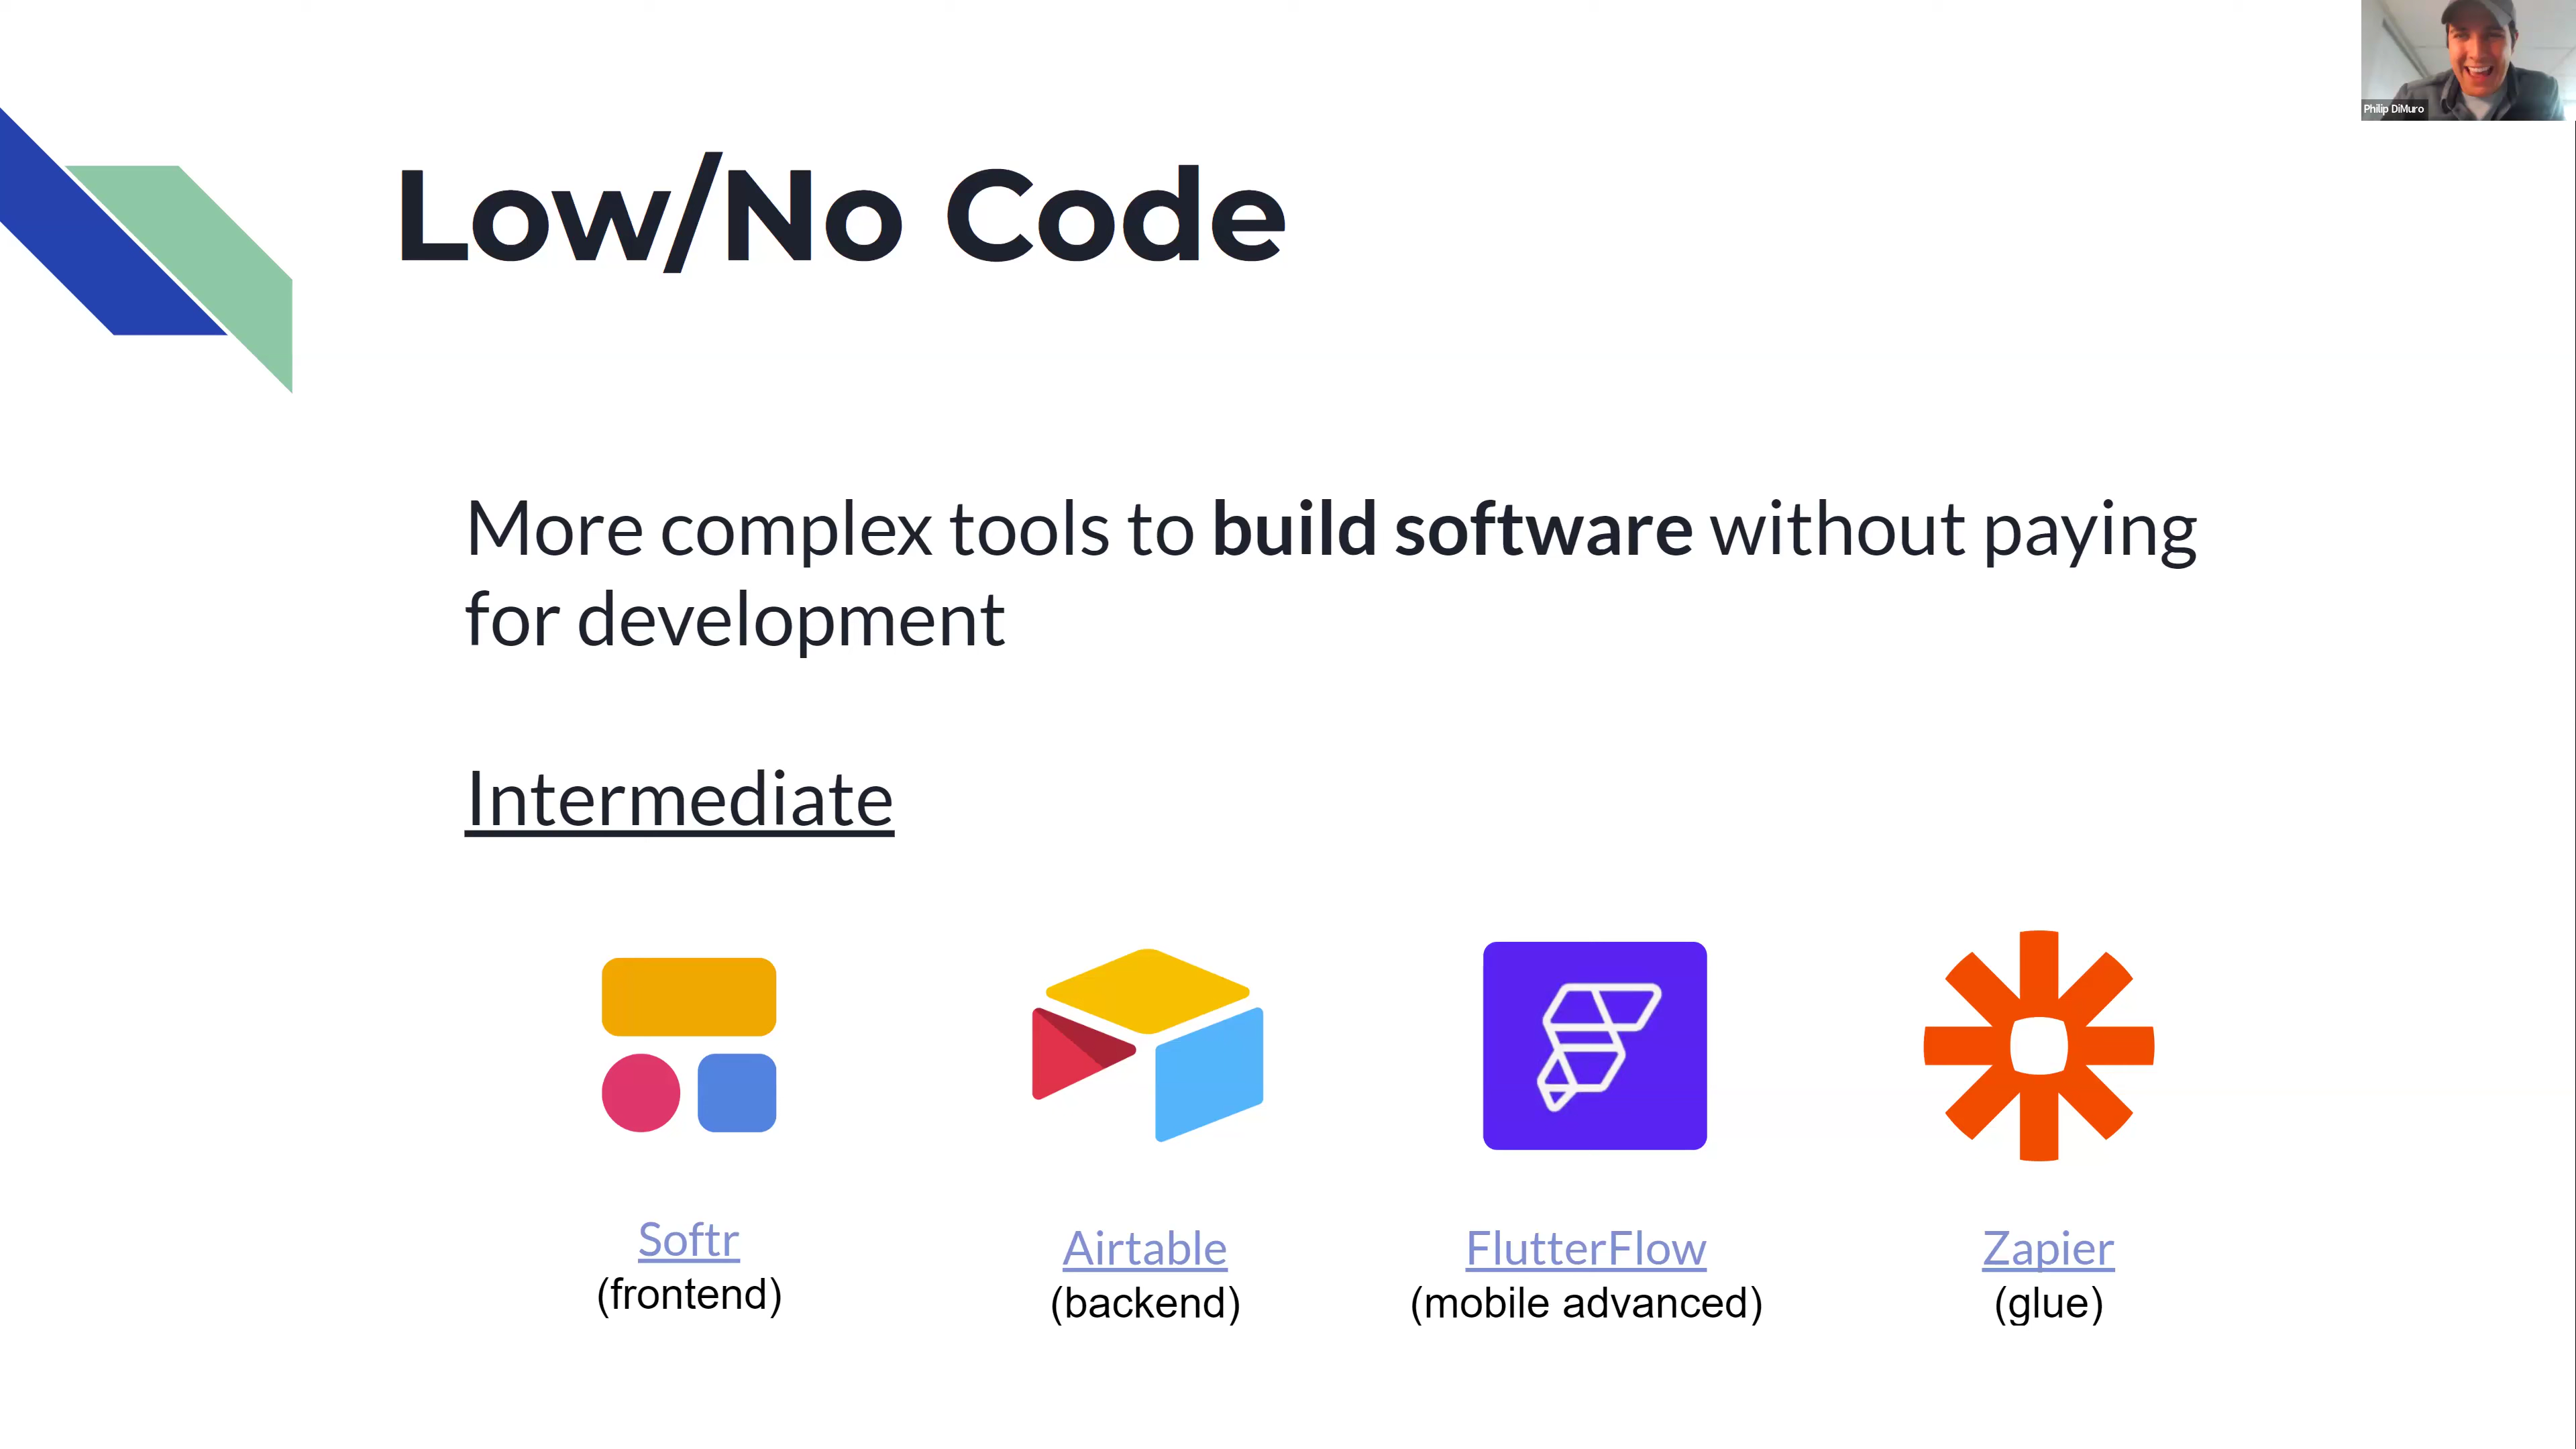 Philip DiMuro
Low/No Code
More complex tools to build software without paying
for development
Intermediate
Softr
(frontend)
Airtable
(backend)
FlutterFlow
(mobile advanced)
Zapier
(glue)